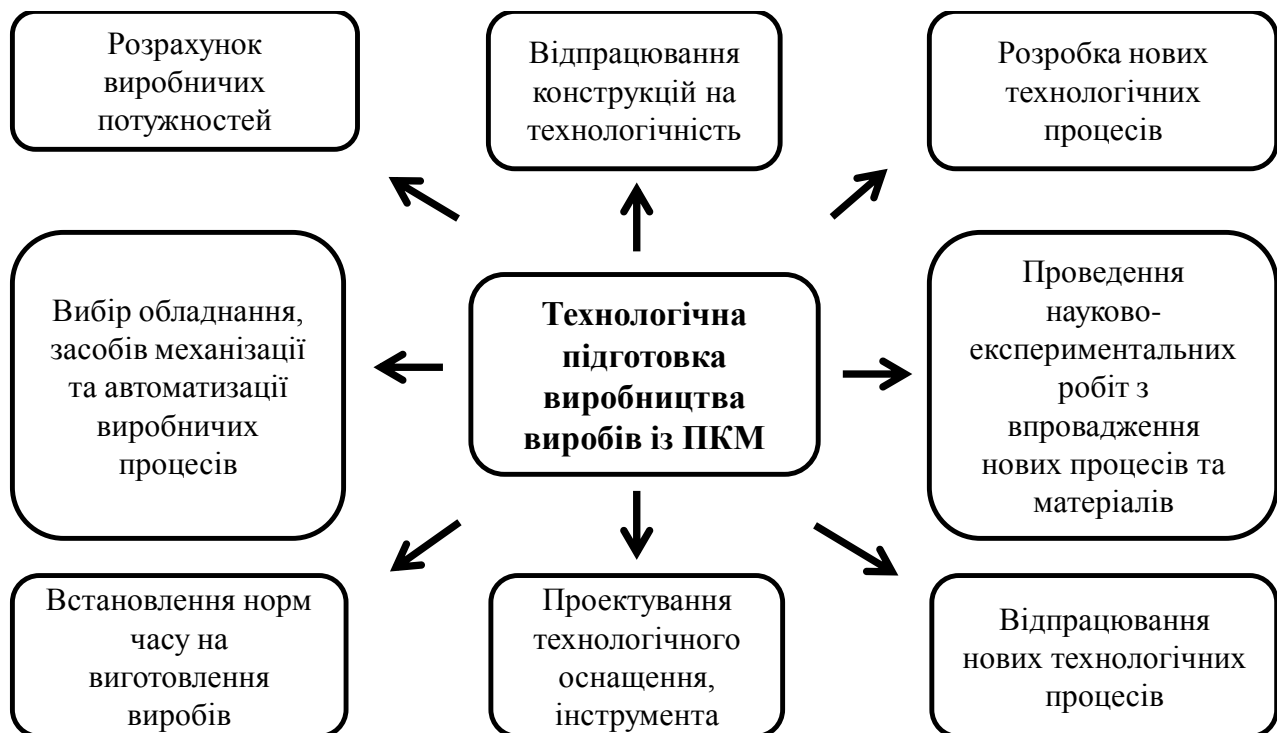 Розрахунок
виробничих
потужностей
Відпрацювання
конструкцій на
технологічність
Розробка нових
технологічних
процесів
Вибір обладнання,
засобів механізації
та автоматизації
виробничих
процесів
Технологічна
підготовка
виробництва
виробів із ПКМ
Проведення
науково-
експериментальних
робіт з
впровадження
нових процесів та
матеріалів
Встановлення норм
часу на
виготовлення
виробів
Проектування
технологічного
оснащення,
інструмента
Відпрацювання
нових технологічних
процесів